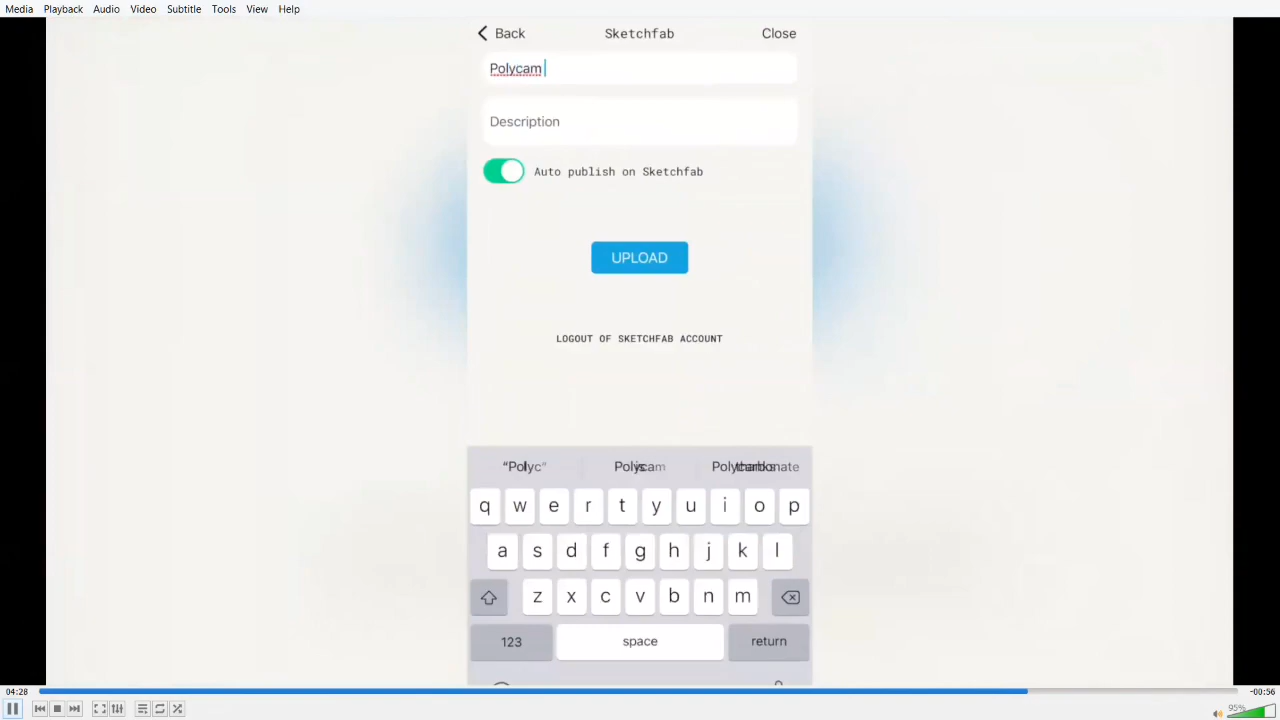 Media Playback Audio Video Subtitle Tools View Help
Back Sketchfab Close
Polycam
Description
Auto publish on Sketchfab
UPLOAD
LOGOUT OF SKETCHFAB ACCOUNT
q w e r t y u i o p
a s d f g h j k l
z x c v b n m
123 space return
04:28 -00:56
95%